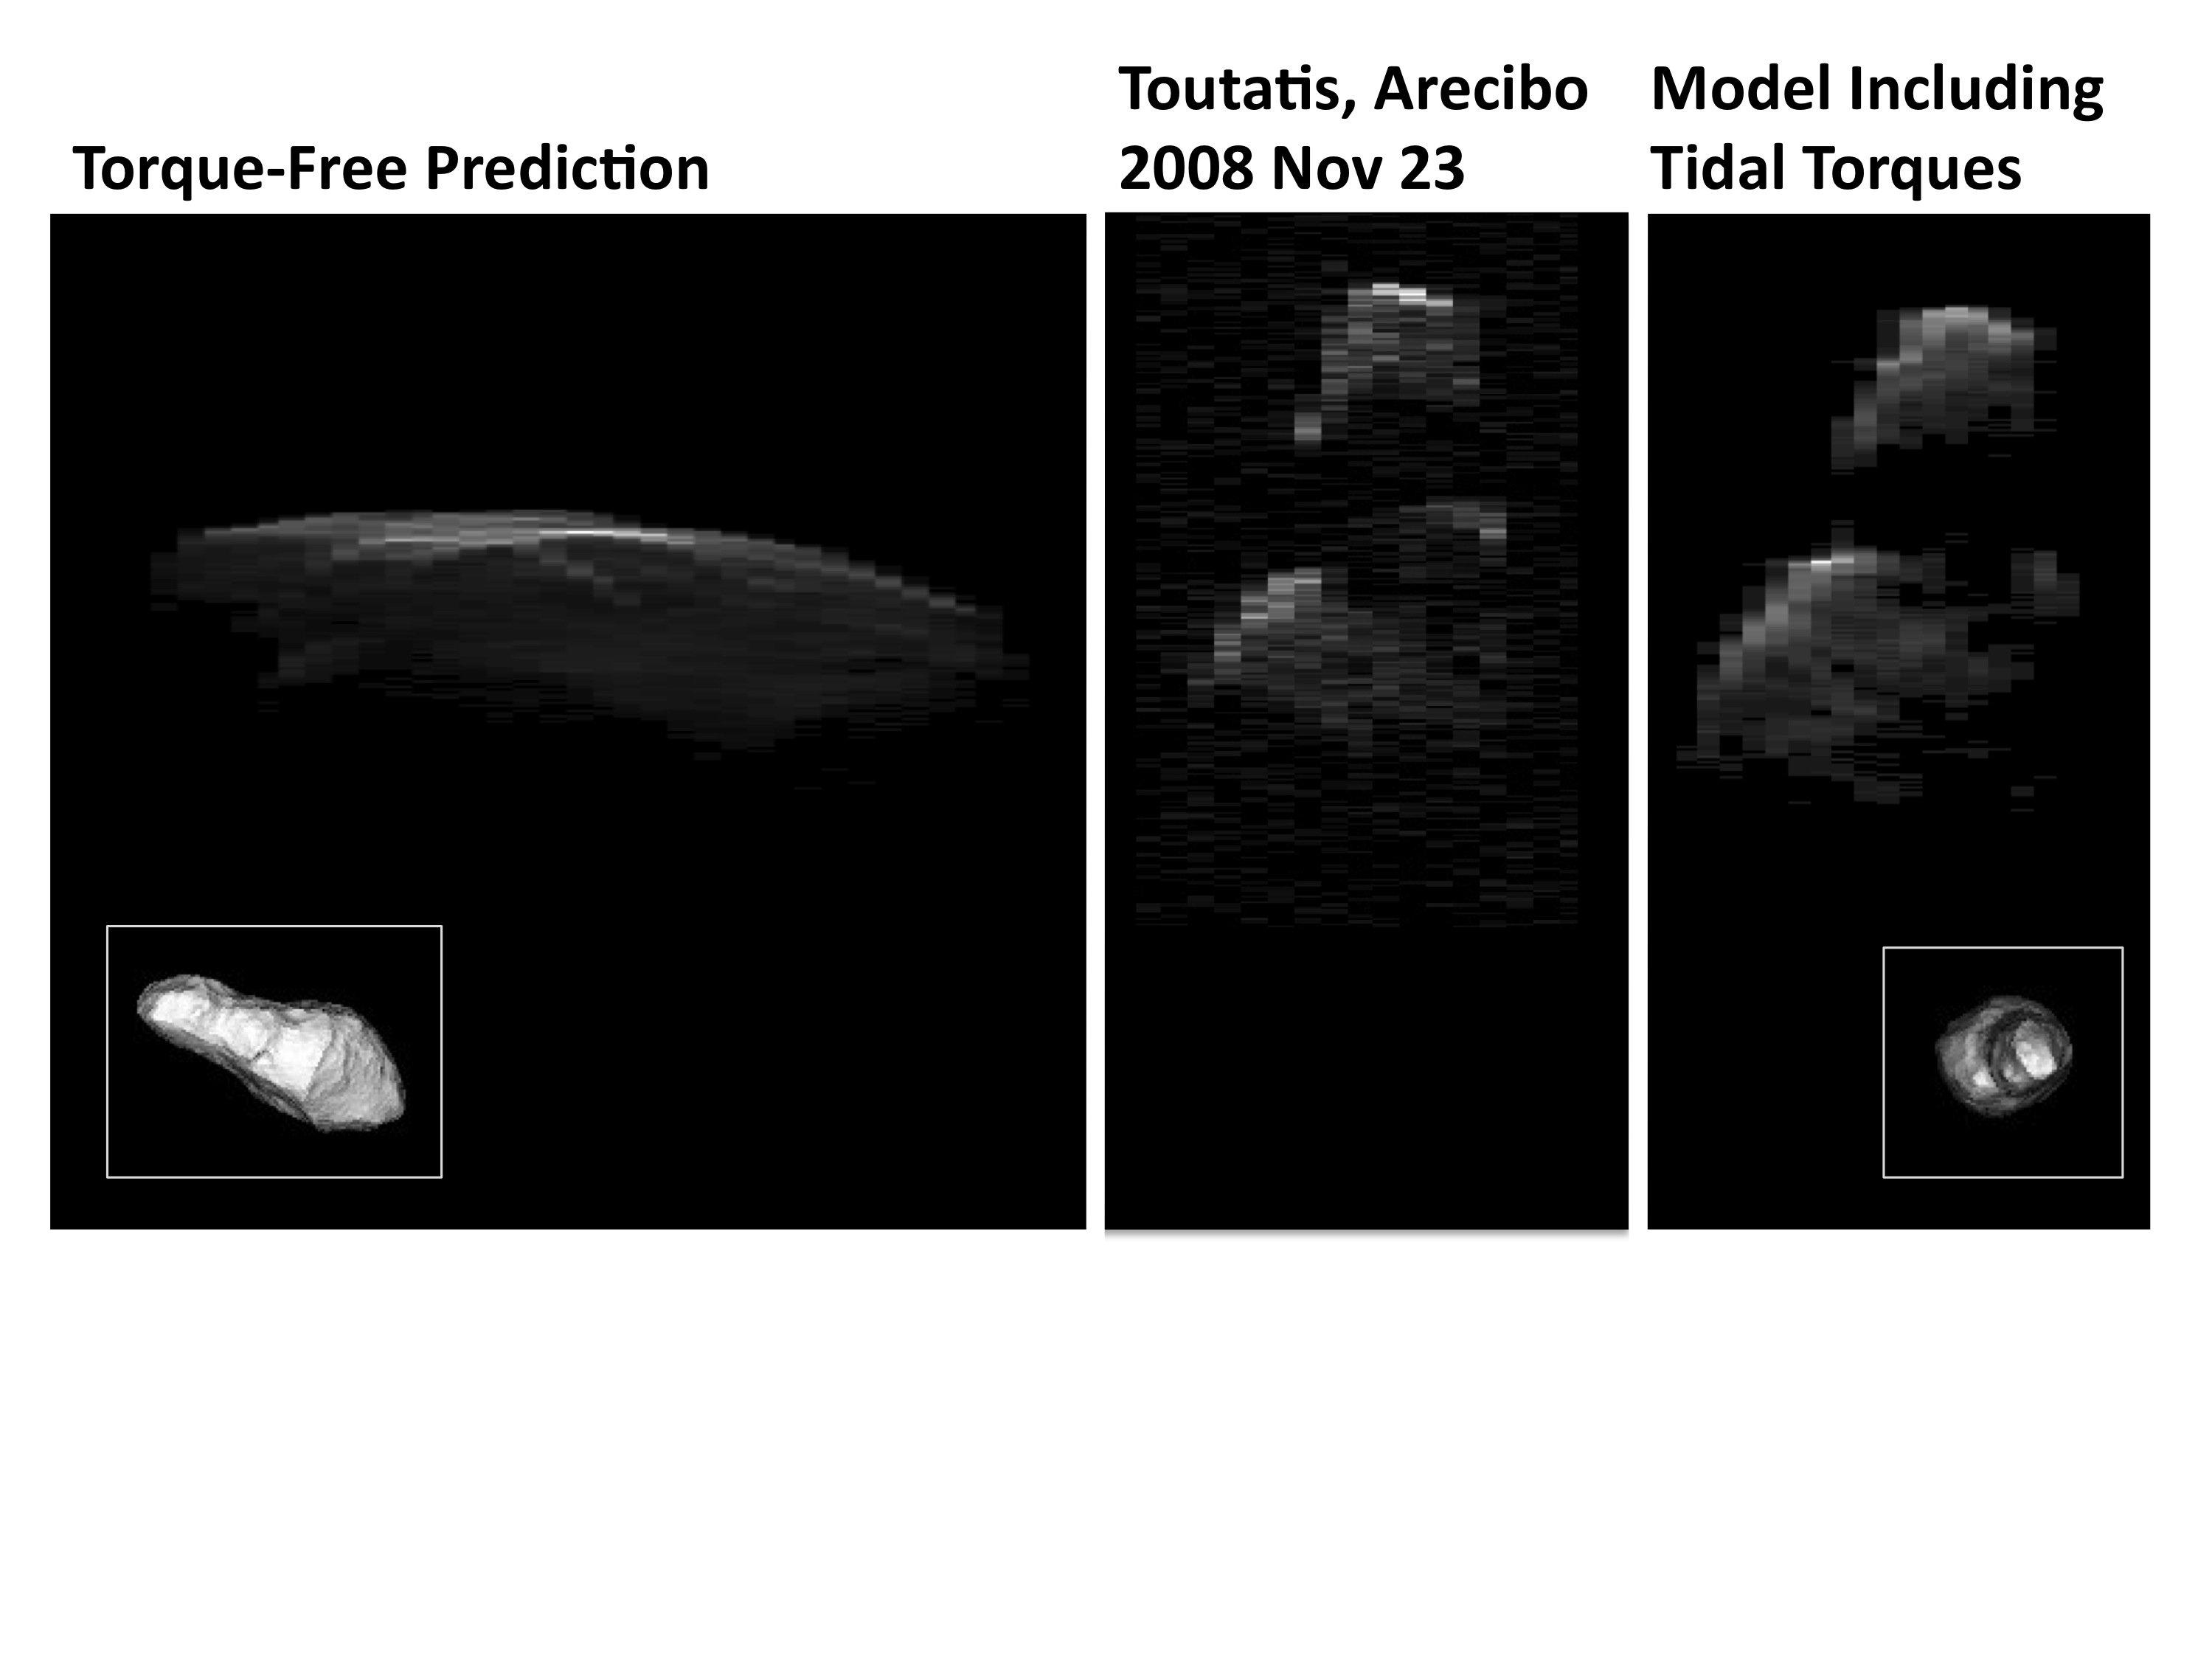 Torque-Free Prediction
Toutatis, Arecibo
2008 Nov 23
Model Including
Tidal Torques